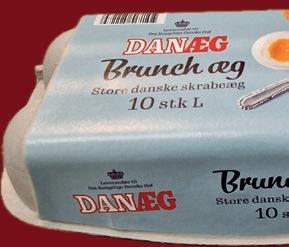 Leverandør til
Det Kongelige Danske Hof
DANÆG
Brunch æg
Store danske skrabeæg
10 stk L
Leverandør til
Det Kongelige Danske Hof
DANÆG
Brun
Store dansk
10 s